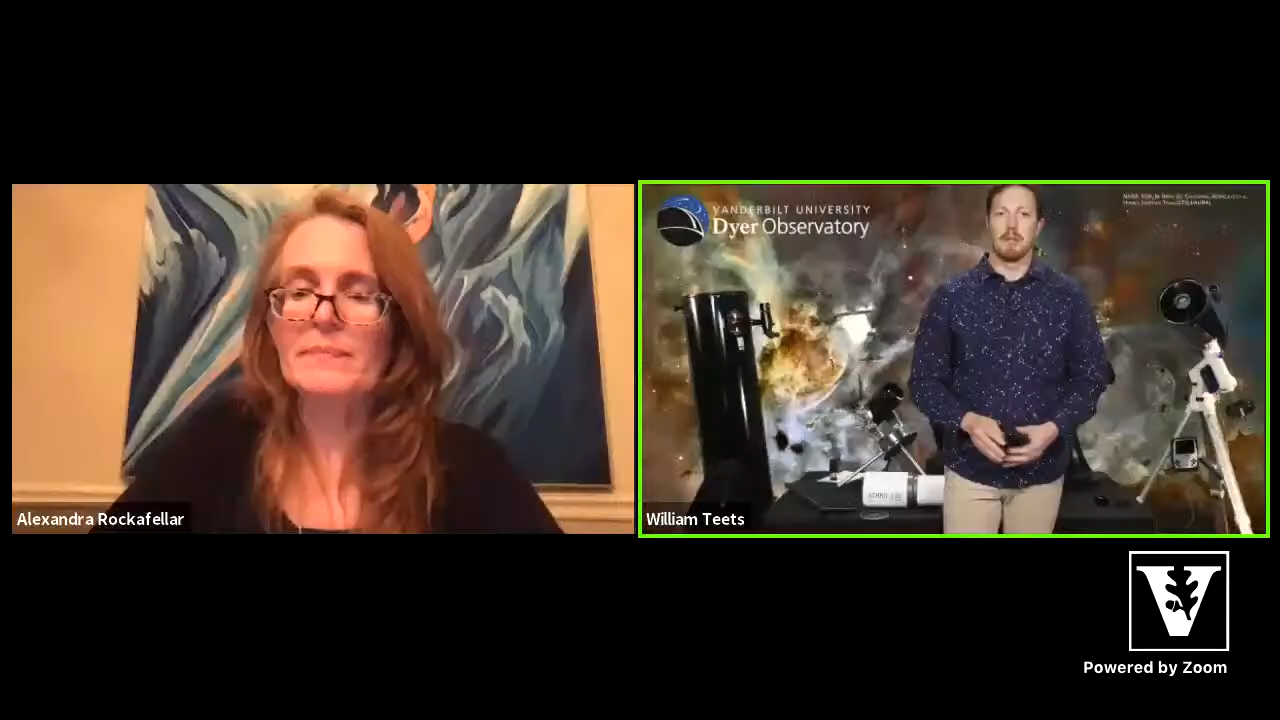 VANDERBILT UNIVERSITY
Dyer Observatory
Alexandra Rockafellar
William Teets
V
Powered by Zoom